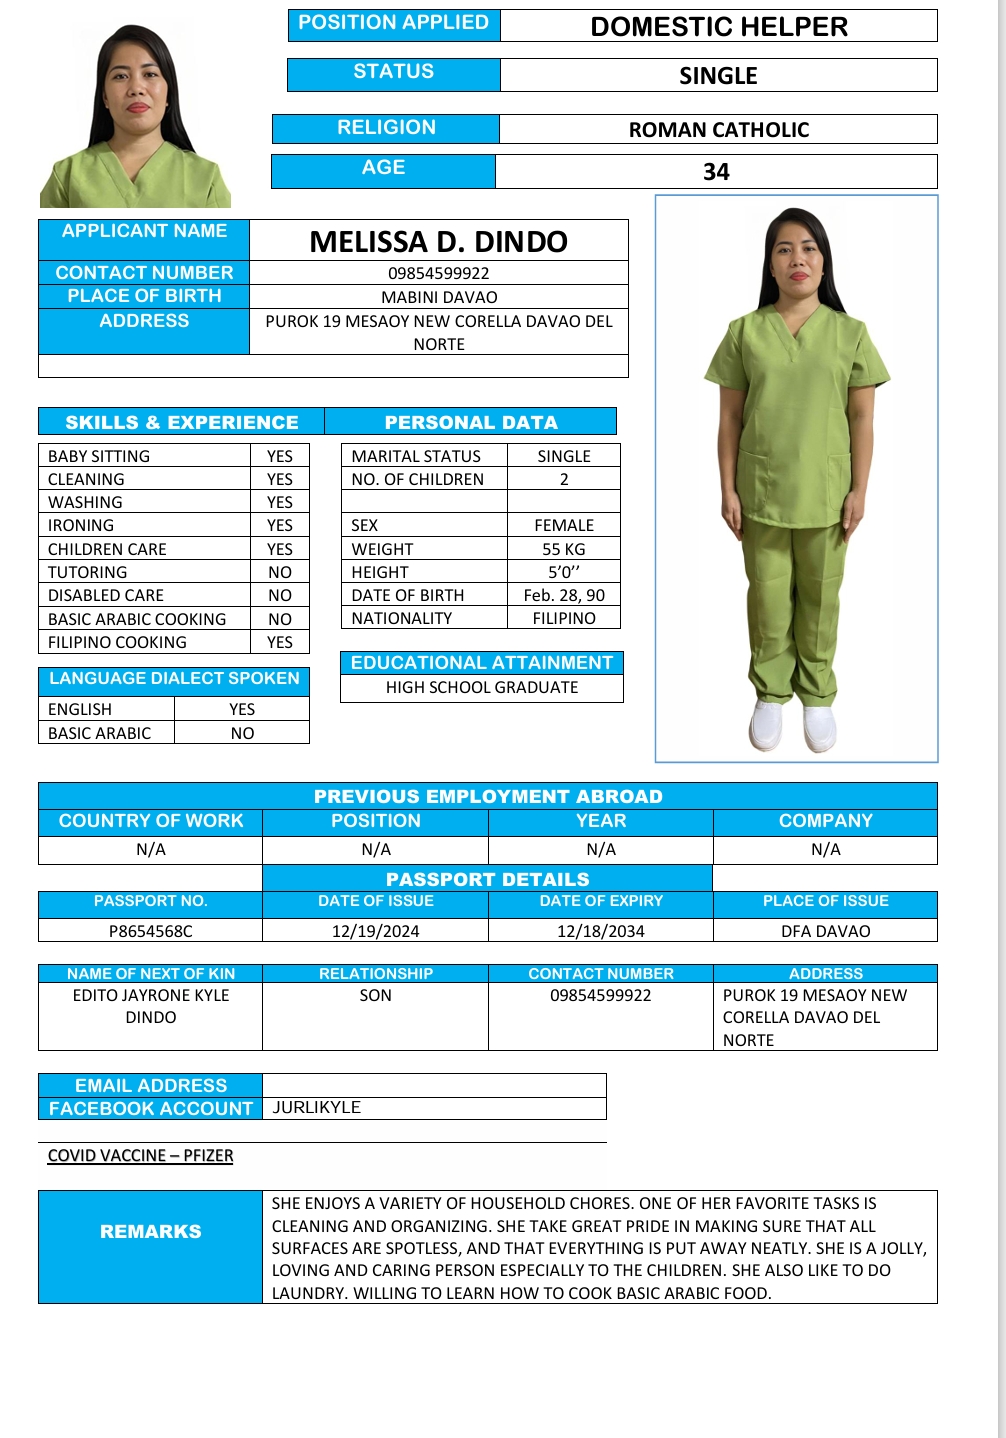 POSITION APPLIED DOMESTIC HELPER
STATUS SINGLE
RELIGION ROMAN CATHOLIC
AGE 34
APPLICANT NAME MELISSA D. DINDO
CONTACT NUMBER 09854599922
PLACE OF BIRTH MABINI DAVAO
ADDRESS PUROK 19 MESAOY NEW CORELLA DAVAO DEL
NORTE
SKILLS & EXPERIENCE PERSONAL DATA
BABY SITTING YES
CLEANING YES
WASHING YES
IRONING YES
CHILDREN CARE YES
TUTORING NO
DISABLED CARE NO
BASIC ARABIC COOKING NO
FILIPINO COOKING YES
MARITAL STATUS SINGLE
NO. OF CHILDREN 2
SEX FEMALE
WEIGHT 55 KG
HEIGHT 5’0’’
DATE OF BIRTH Feb. 28, 90
NATIONALITY FILIPINO
LANGUAGE DIALECT SPOKEN
ENGLISH YES
BASIC ARABIC NO
EDUCATIONAL ATTAINMENT
HIGH SCHOOL GRADUATE
PREVIOUS EMPLOYMENT ABROAD
COUNTRY OF WORK POSITION YEAR COMPANY
N/A N/A N/A N/A
PASSPORT DETAILS
PASSPORT NO. DATE OF ISSUE DATE OF EXPIRY PLACE OF ISSUE
P8654568C 12/19/2024 12/18/2034 DFA DAVAO
NAME OF NEXT OF KIN RELATIONSHIP CONTACT NUMBER ADDRESS
EDITO JAYRONE KYLE SON 09854599922 PUROK 19 MESAOY NEW
DINDO CORELLA DAVAO DEL
NORTE
EMAIL ADDRESS
FACEBOOK ACCOUNT JURLIKYLE
COVID VACCINE – PFIZER
REMARKS
SHE ENJOYS A VARIETY OF HOUSEHOLD CHORES. ONE OF HER FAVORITE TASKS IS
CLEANING AND ORGANIZING. SHE TAKE GREAT PRIDE IN MAKING SURE THAT ALL
SURFACES ARE SPOTLESS, AND THAT EVERYTHING IS PUT AWAY NEATLY. SHE IS A JOLLY,
LOVING AND CARING PERSON ESPECIALLY TO THE CHILDREN. SHE ALSO LIKE TO DO
LAUNDRY. WILLING TO LEARN HOW TO COOK BASIC ARABIC FOOD.